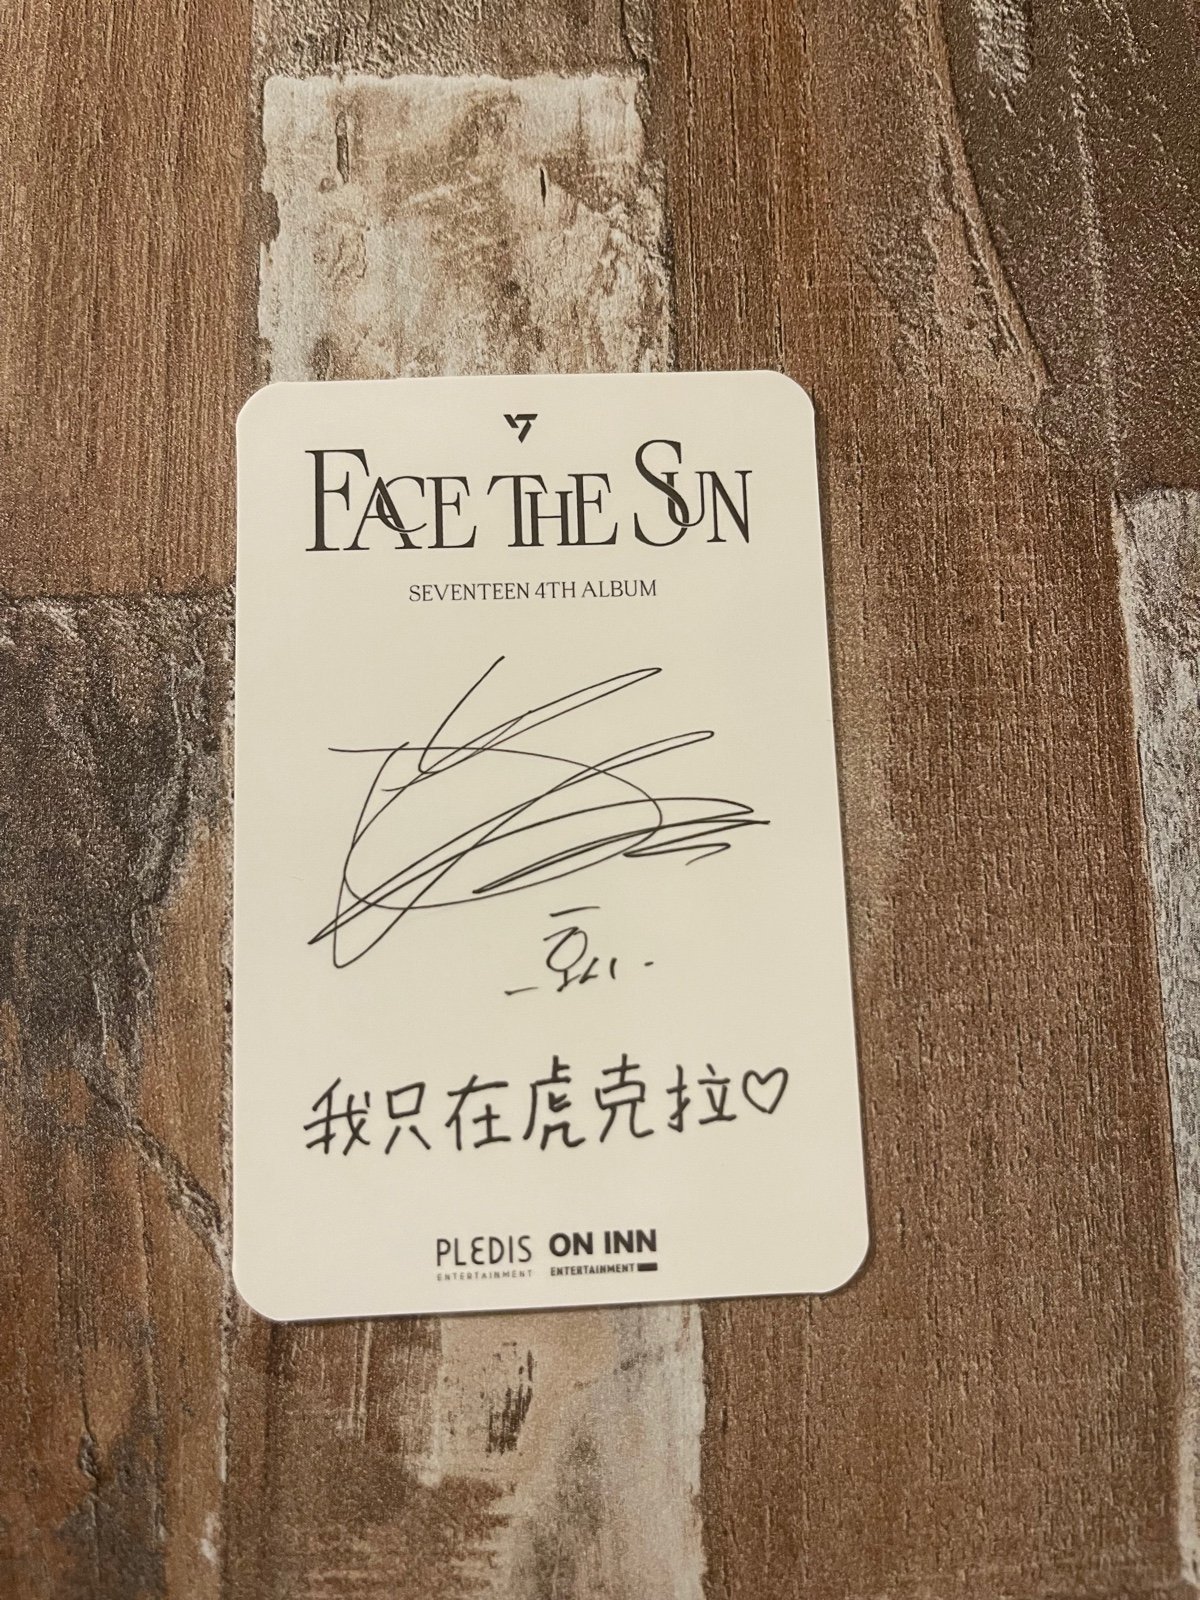 FACE THE SUN
SEVENTEEN 4TH ALBUM
호시
我只在虎克拉♡
PLEDIS ON INN
ENTERTAINMENT ENTERTAINMENT